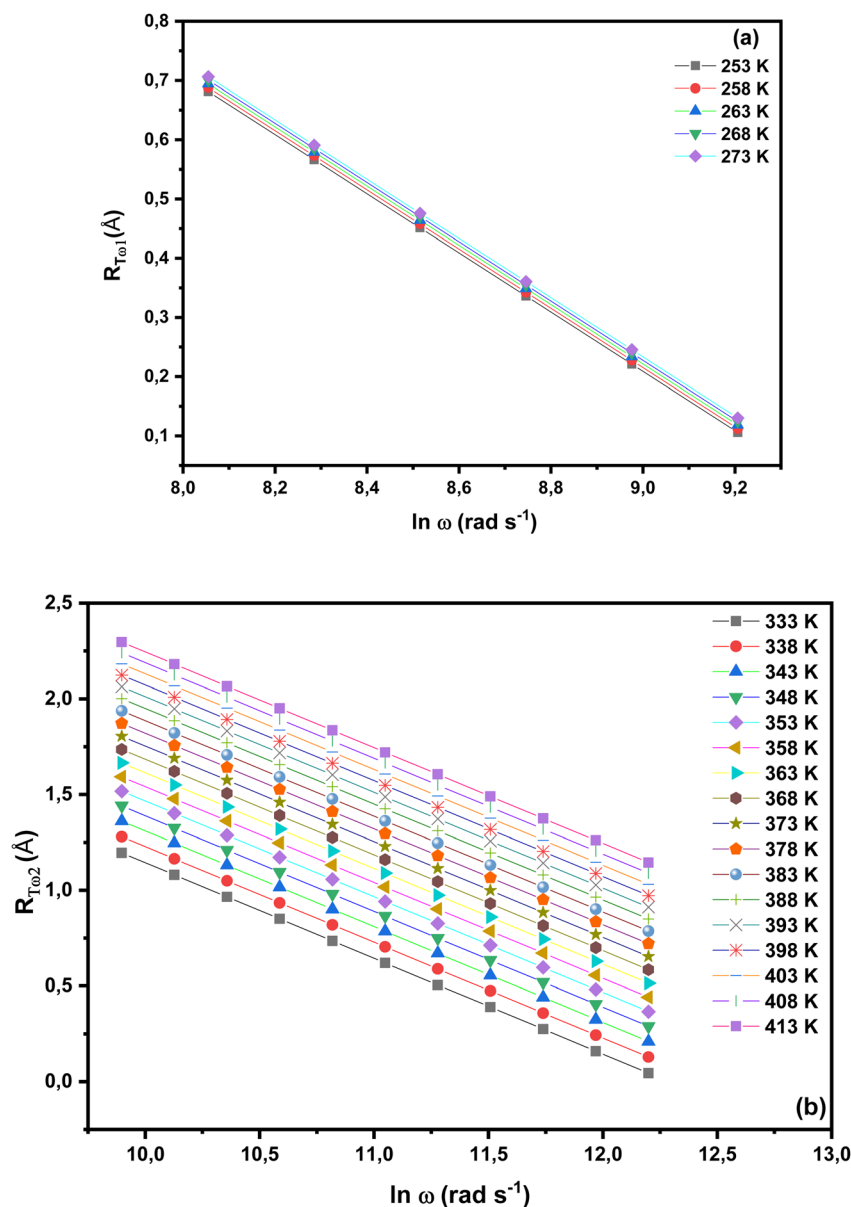 (a)
0,8
0,7
0,6
0,5
0,4
0,3
0,2
0,1
R_Tω1 (Å)
253 K
258 K
263 K
268 K
273 K
8,0 8,2 8,4 8,6 8,8 9,0 9,2
ln ω (rad s⁻¹)
2,5
2,0
1,5
1,0
0,5
0,0
R_Tω2 (Å)
333 K
338 K
343 K
348 K
353 K
358 K
363 K
368 K
373 K
378 K
383 K
388 K
393 K
398 K
403 K
408 K
413 K
(b)
10,0 10,5 11,0 11,5 12,0 12,5 13,0
ln ω (rad s⁻¹)